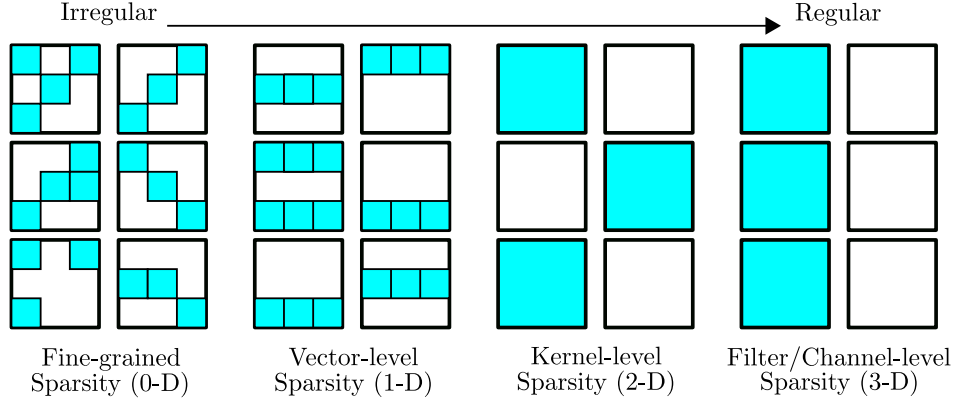 Irregular
Regular
Fine-grained
Sparsity (0-D)
Vector-level
Sparsity (1-D)
Kernel-level
Sparsity (2-D)
Filter/Channel-level
Sparsity (3-D)